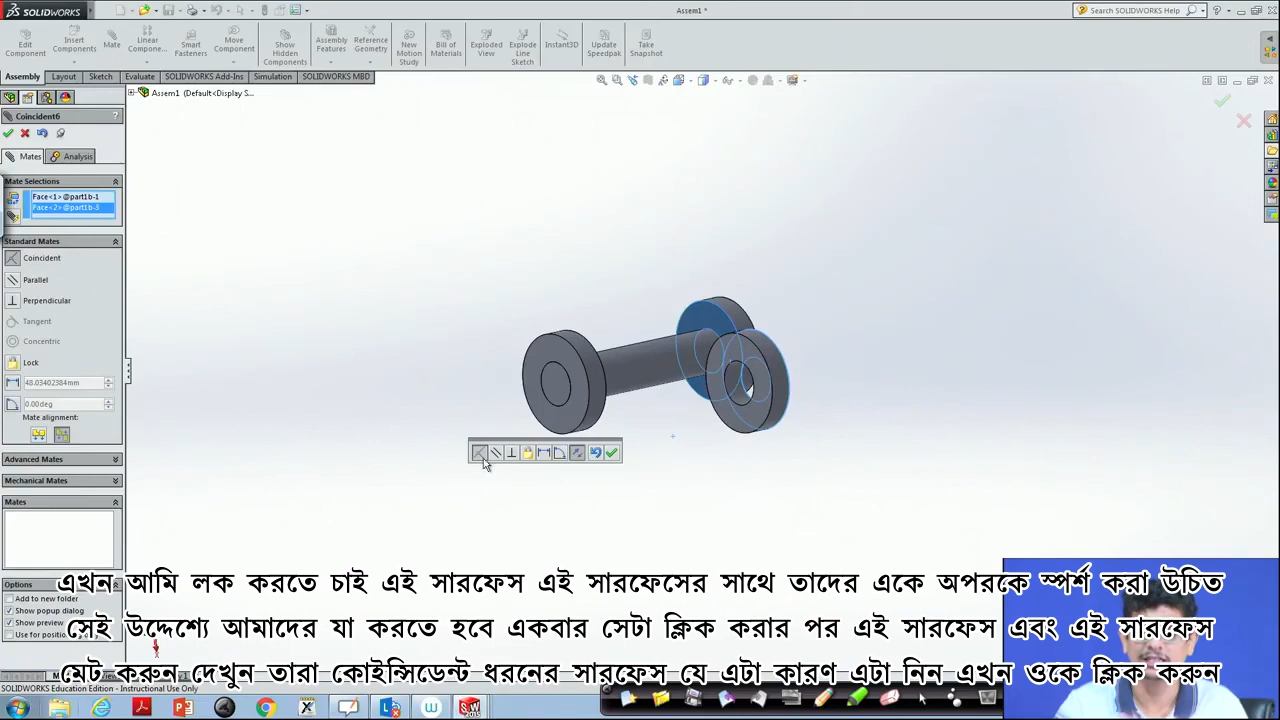 SOLIDWORKS
Assem1 *
Search SOLIDWORKS Help
Edit Component
Insert Components
Mate
Linear Compone...
Smart Fasteners
Move Component
Show Hidden Components
Assembly Features
Reference Geometry
New Motion Study
Bill of Materials
Exploded View
Explode Line Sketch
Instant3D
Update Speedpak
Take Snapshot
Assembly Layout Sketch Evaluate SOLIDWORKS Add-Ins Simulation SOLIDWORKS MBD
Assem1 (Default<Display S...
Coincident6
Mates Analysis
Mate Selections
Face<1>@part1b-1
Face<2>@part1b-3
Standard Mates
Coincident
Parallel
Perpendicular
Tangent
Concentric
Lock
48.03402384mm
0.00deg
Mate alignment:
Advanced Mates
Mechanical Mates
Mates
Options
Add to new folder
Show popup dialog
Show preview
Use for positio
এখন আমি লক করতে চাই এই সারফেস এই সারফেসের সাথে তাদের একে অপরকে স্পর্শ করা উচিত
সেই উদ্দেশ্যে আমাদের যা করতে হবে একবার সেটা ক্লিক করার পর এই সারফেস এবং এই সারফেস
মেট করুন দেখুন তারা কোইন্সিডেন্ট ধরনের সারফেস যে এটা কারণ এটা নিন এখন ওকে ক্লিক করুন
SOLIDWORKS Education Edition - Instructional Use Only